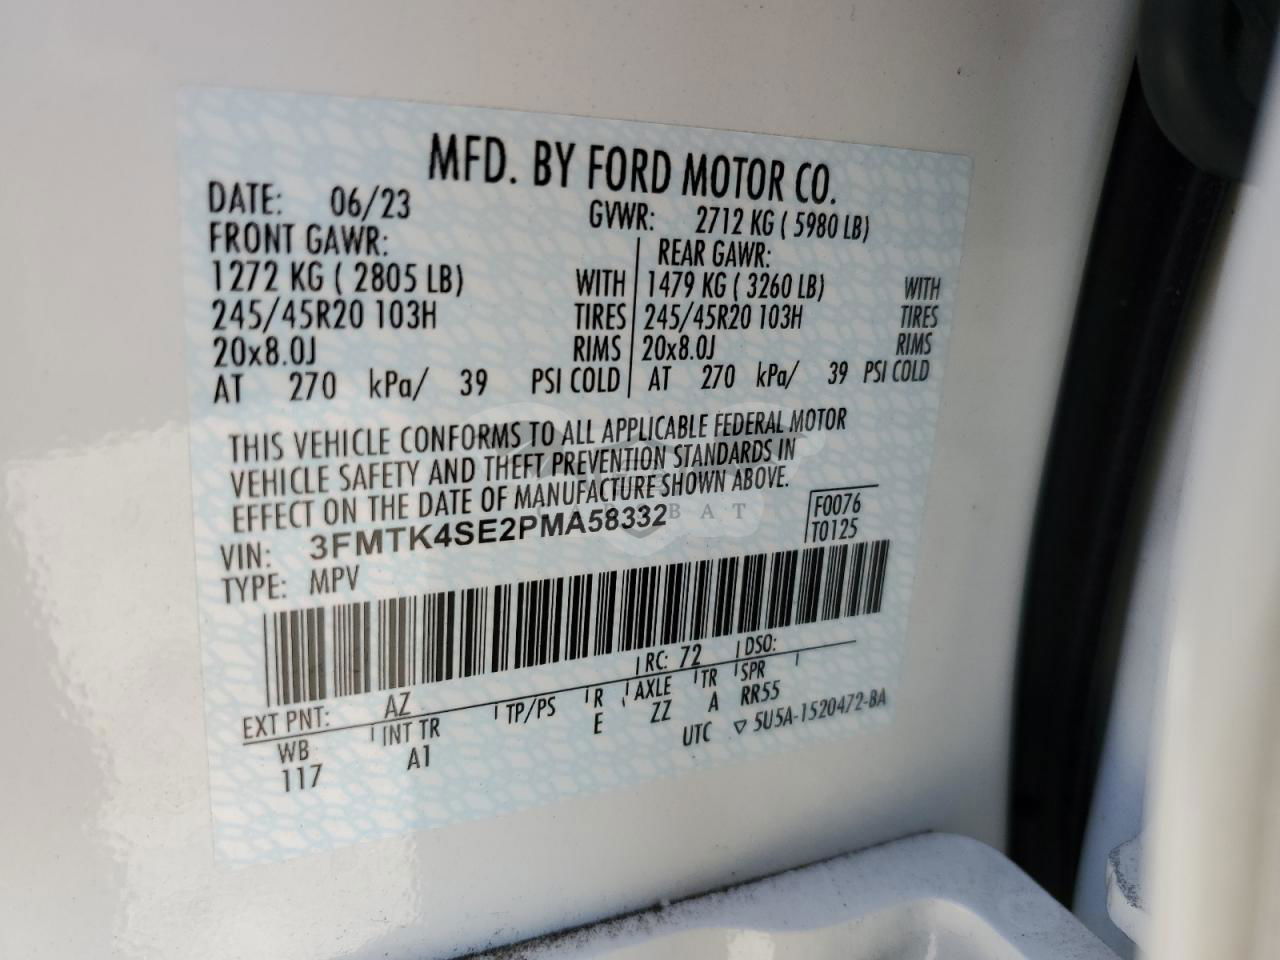 MFD. BY FORD MOTOR CO.
DATE: 06/23 GVWR: 2712 KG ( 5980 LB)
FRONT GAWR: REAR GAWR:
1272 KG ( 2805 LB) WITH 1479 KG ( 3260 LB) WITH
245/45R20 103H TIRES 245/45R20 103H TIRES
20x8.0J RIMS 20x8.0J RIMS
AT 270 kPa/ 39 PSI COLD AT 270 kPa/ 39 PSI COLD
THIS VEHICLE CONFORMS TO ALL APPLICABLE FEDERAL MOTOR
VEHICLE SAFETY AND THEFT PREVENTION STANDARDS IN
EFFECT ON THE DATE OF MANUFACTURE SHOWN ABOVE.
VIN: 3FMTK4SE2PMA58332 F0076
TYPE: MPV T0125
EXT PNT: AZ RC: 72 DSO:
WB INT TR TP/PS R AXLE TR SPR
117 A1 E ZZ A RR55
UTC ▽ 5U5A-1520472-BA